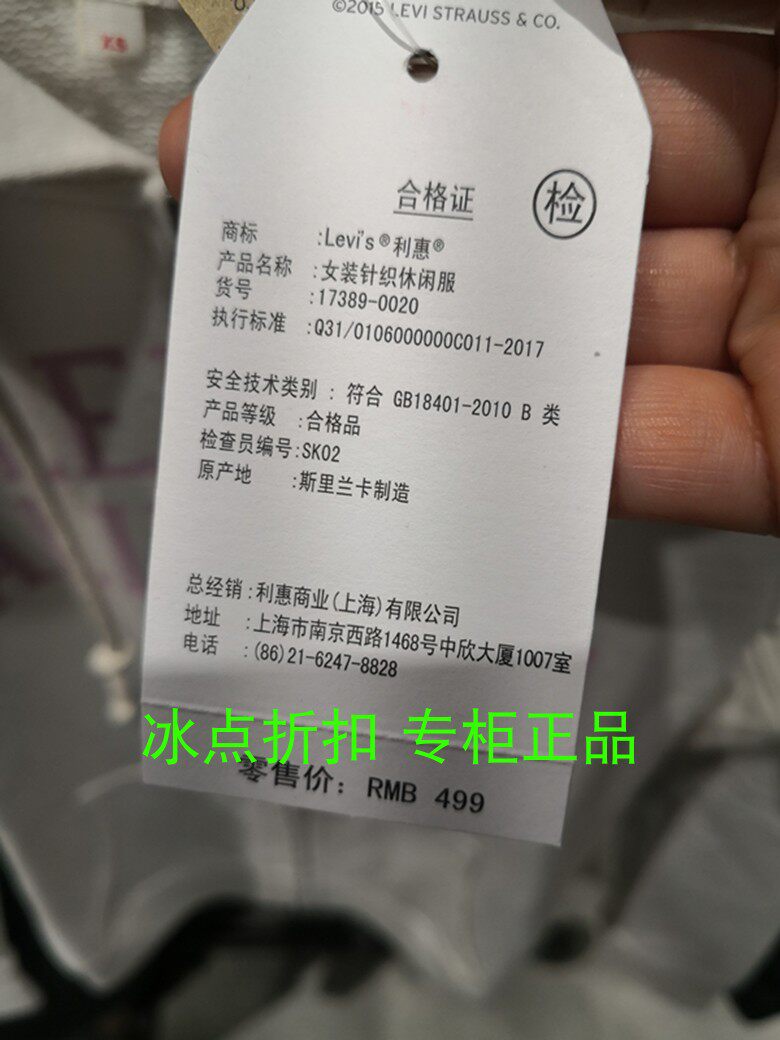 ©2015 LEVI STRAUSS & CO.
XS
合格证
检
商标 :Levi's®利惠®
产品名称 :女装针织休闲服
货号 :17389-0020
执行标准 :Q31/0106000000C011-2017
安全技术类别 : 符合 GB18401-2010 B 类
产品等级 :合格品
检查员编号:SK02
原产地 :斯里兰卡制造
总经销 :利惠商业(上海)有限公司
地址 :上海市南京西路1468号中欣大厦1007室
电话 :(86)21-6247-8828
冰点折扣 专柜正品
零售价: RMB 499